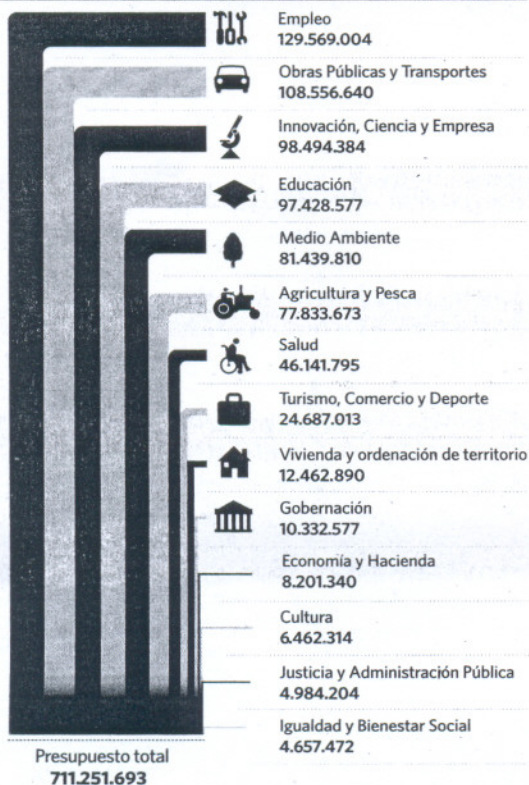 Empleo
129.569.004
Obras Públicas y Transportes
108.556.640
Innovación, Ciencia y Empresa
98.494.384
Educación
97.428.577
Medio Ambiente
81.439.810
Agricultura y Pesca
77.833.673
Salud
46.141.795
Turismo, Comercio y Deporte
24.687.013
Vivienda y ordenación de territorio
12.462.890
Gobernación
10.332.577
Economía y Hacienda
8.201.340
Cultura
6.462.314
Justicia y Administración Pública
4.984.204
Igualdad y Bienestar Social
4.657.472
Presupuesto total
711.251.693